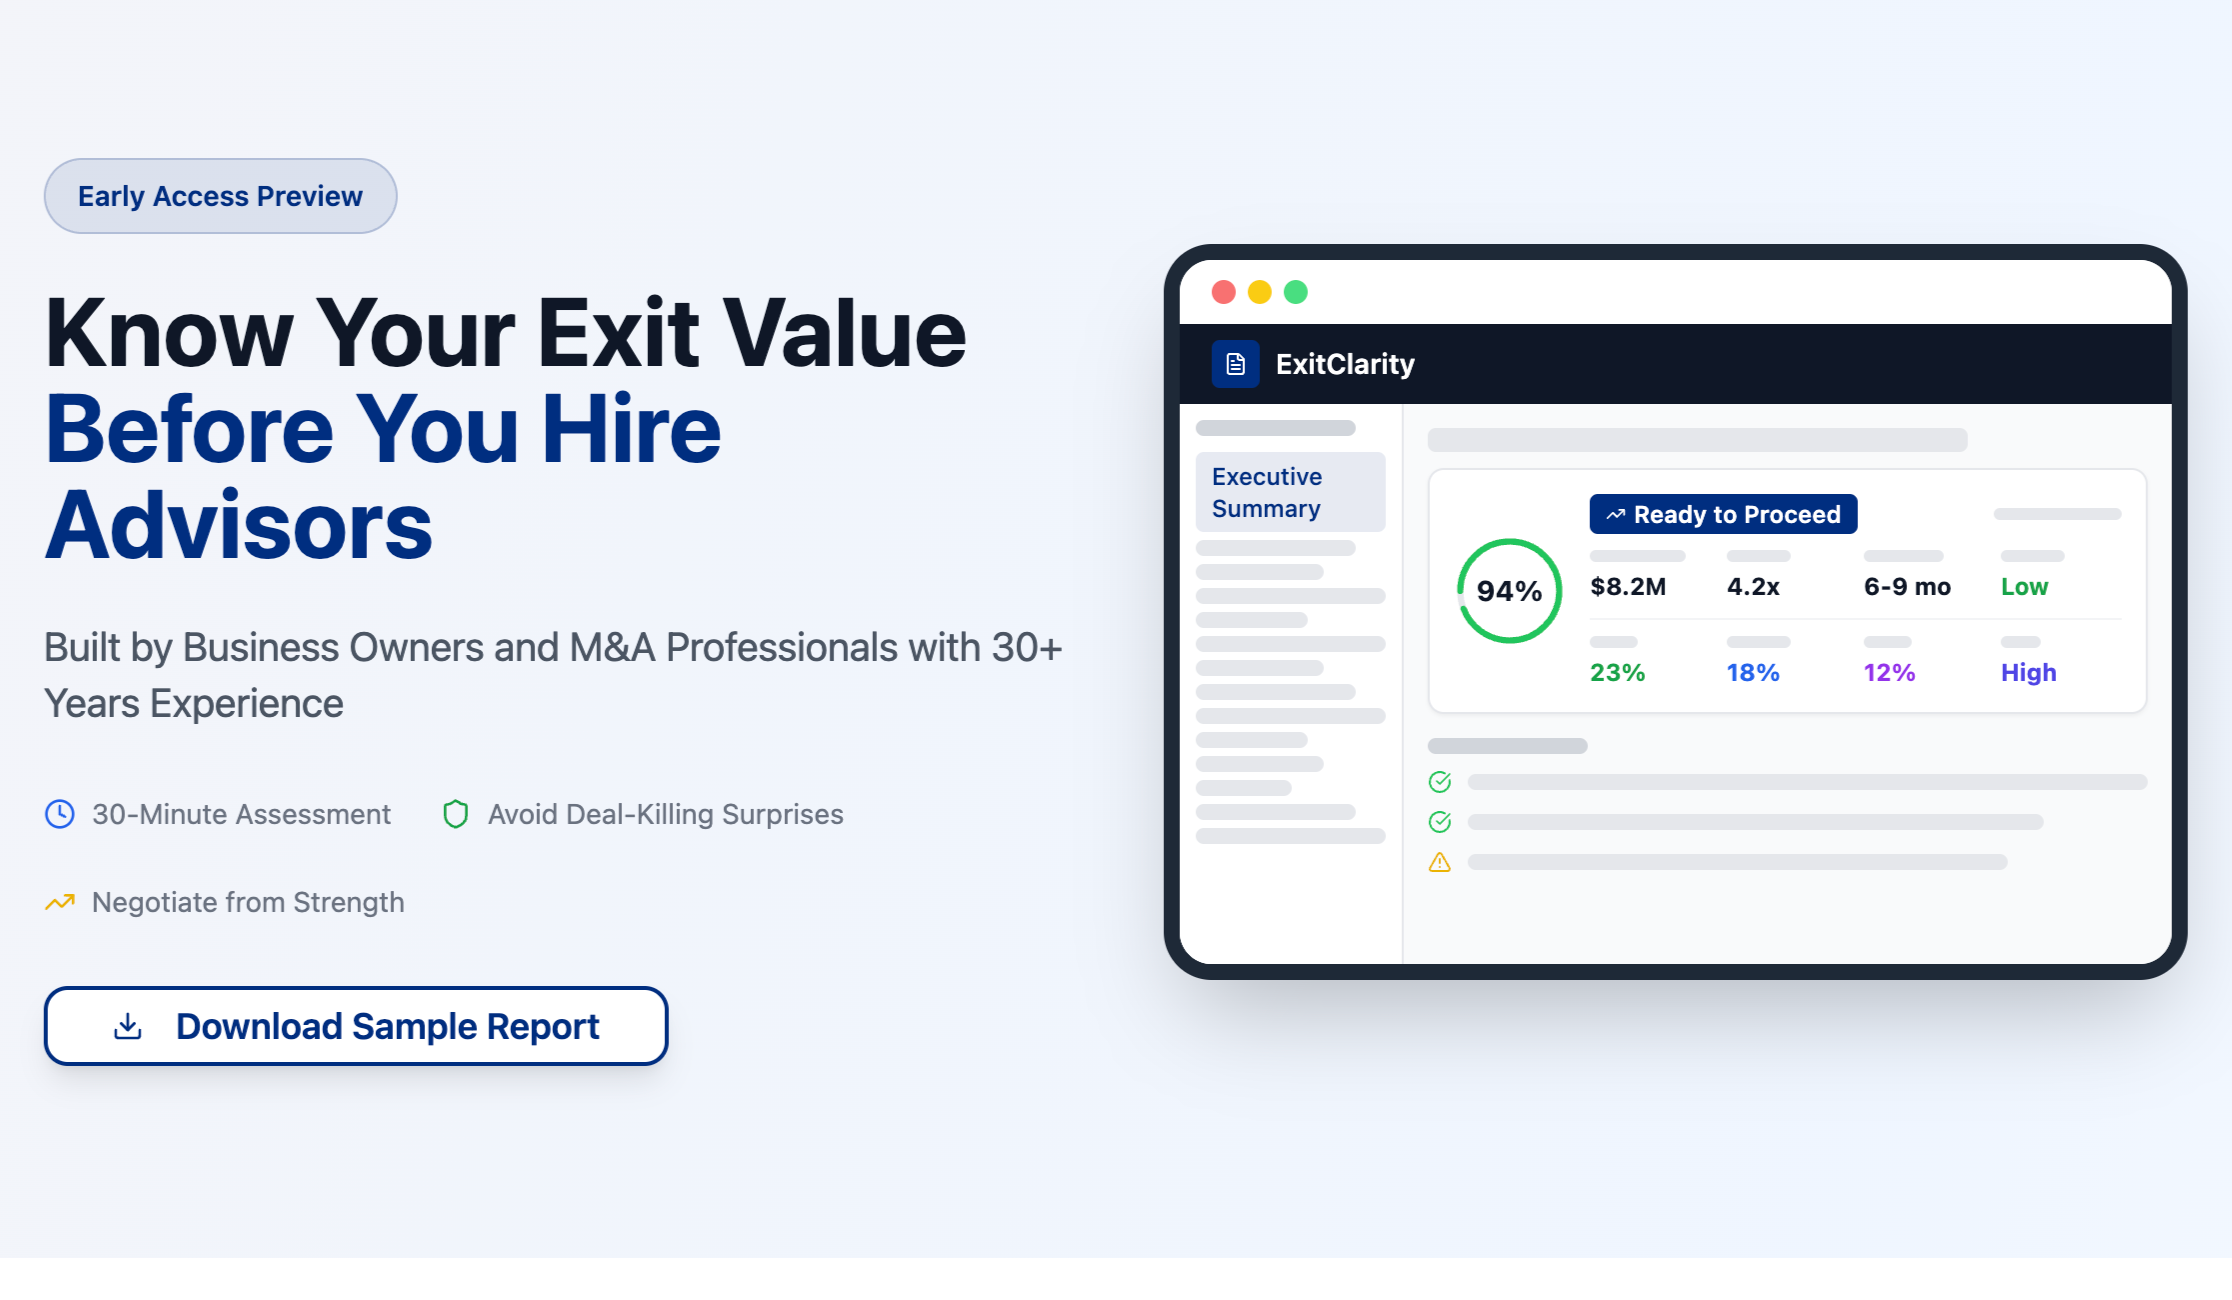 Early Access Preview
Know Your Exit Value
Before You Hire
Advisors
Built by Business Owners and M&A Professionals with 30+
Years Experience
30-Minute Assessment
Avoid Deal-Killing Surprises
Negotiate from Strength
Download Sample Report
ExitClarity
Executive
Summary
Ready to Proceed
94%
$8.2M
4.2x
6-9 mo
Low
23%
18%
12%
High